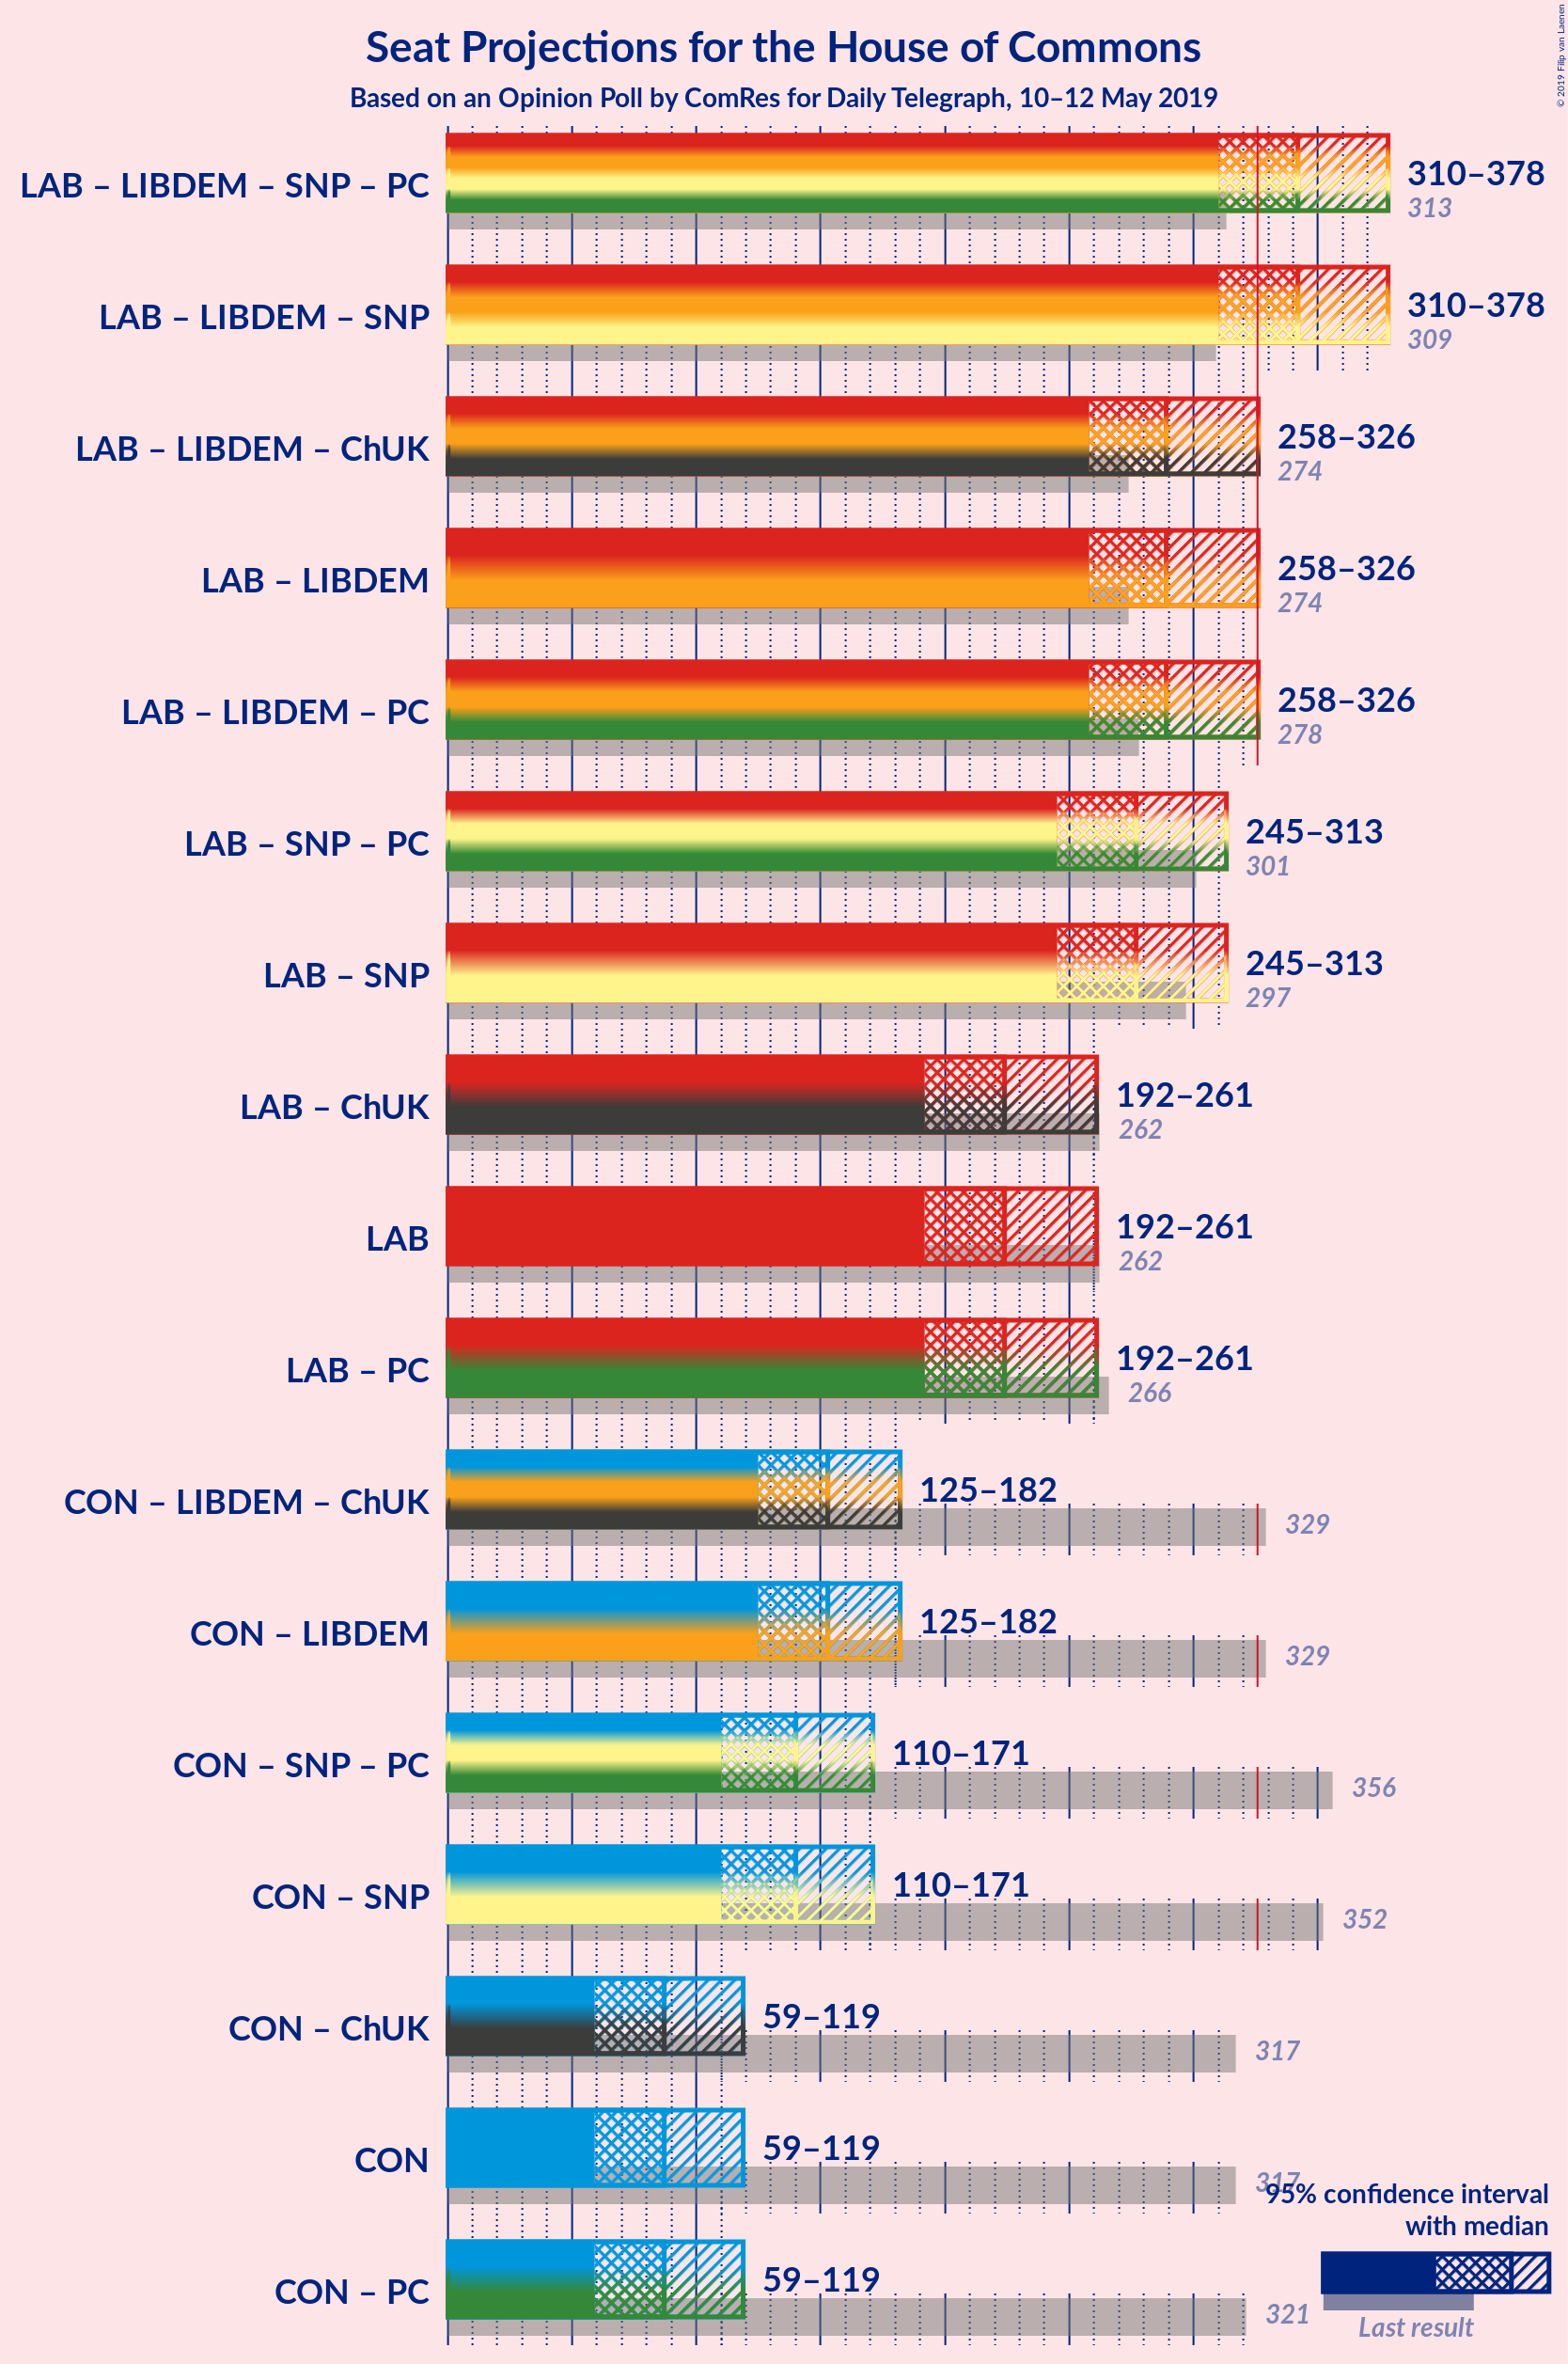 Seat Projections for the House of Commons
Based on an Opinion Poll by ComRes for Daily Telegraph, 10–12 May 2019
© 2019 Filip van Laenen
LAB – LIBDEM – SNP – PC
310–378
313
LAB – LIBDEM – SNP
310–378
309
LAB – LIBDEM – ChUK
258–326
274
LAB – LIBDEM
258–326
274
LAB – LIBDEM – PC
258–326
278
LAB – SNP – PC
245–313
301
LAB – SNP
245–313
297
LAB – ChUK
192–261
262
LAB
192–261
262
LAB – PC
192–261
266
CON – LIBDEM – ChUK
125–182
329
CON – LIBDEM
125–182
329
CON – SNP – PC
110–171
356
CON – SNP
110–171
352
CON – ChUK
59–119
317
CON
59–119
317
CON – PC
59–119
321
95% confidence interval
with median
Last result